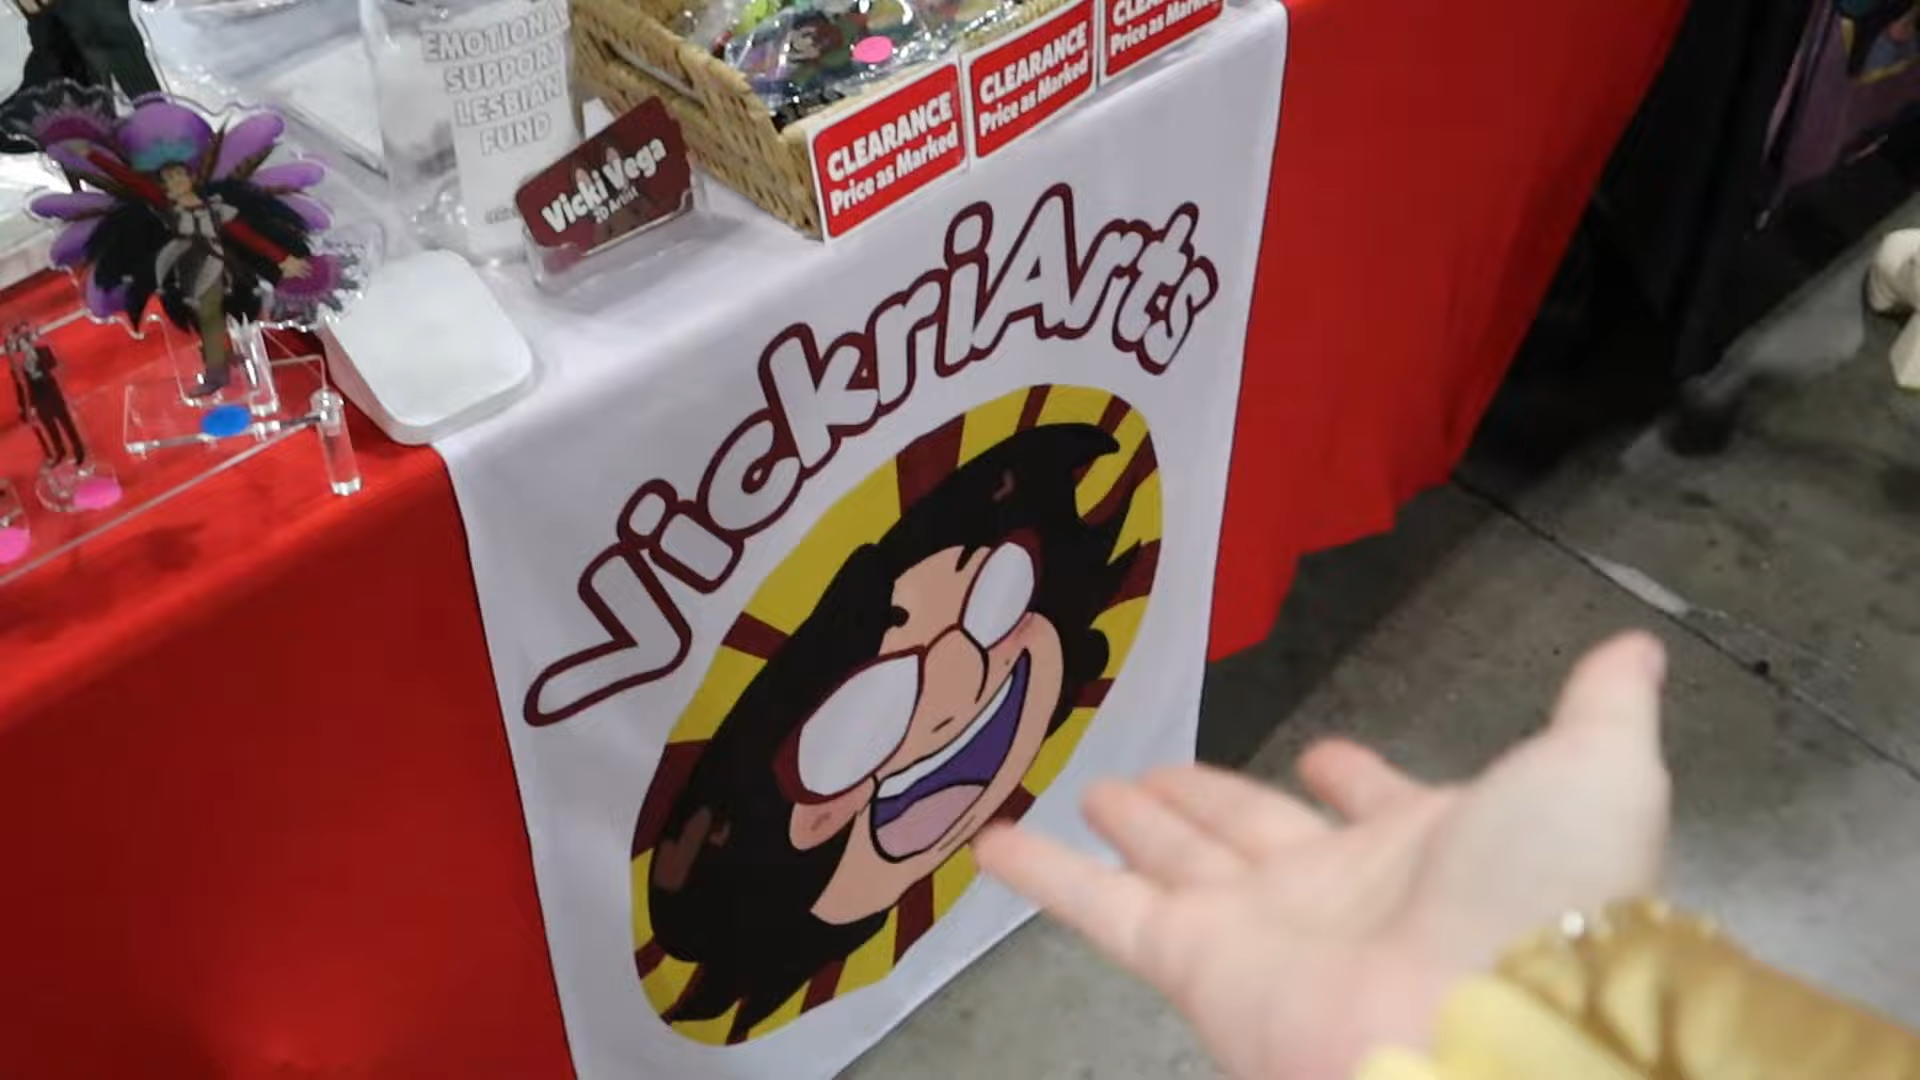 EMOTIONAL
SUPPORT
LESBIAN
FUND
Vicki Vega
2D Artist
CLEARANCE
Price as Marked
CLEARANCE
Price as Marked
Price as Marked
VickriArts